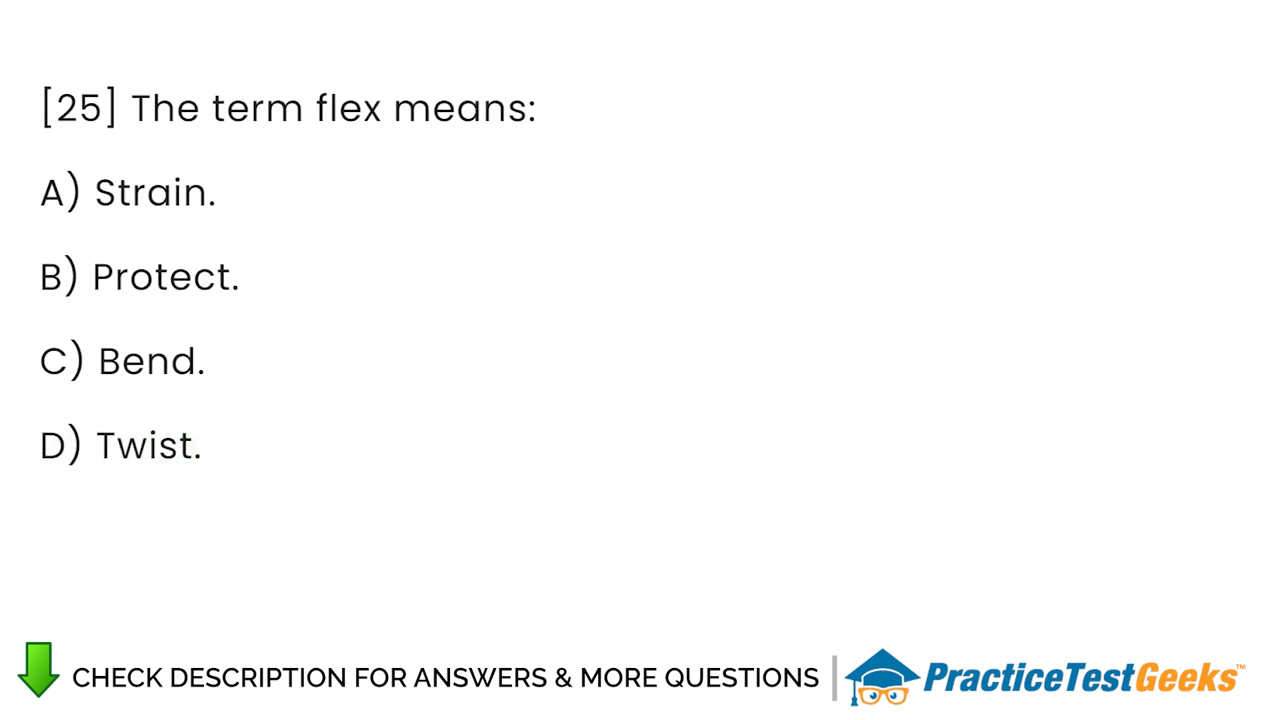 [25] The term flex means:
A) Strain.
B) Protect.
C) Bend.
D) Twist.
CHECK DESCRIPTION FOR ANSWERS & MORE QUESTIONS
PracticeTestGeeks™